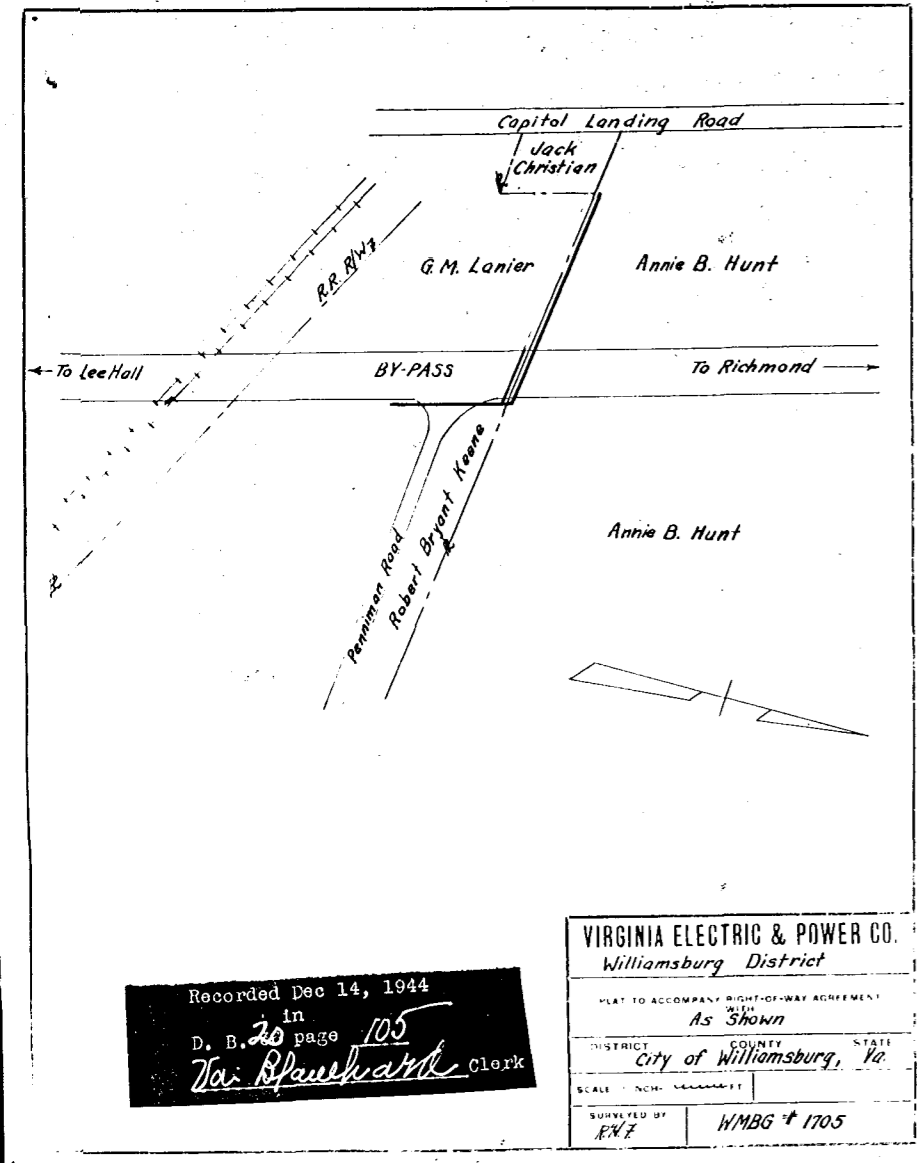 Capitol Landing Road
Jack
Christian
R.R. R/W
G.M. Lanier
Annie B. Hunt
To Lee Hall
BY-PASS
To Richmond
Penniman Road
Robert Bryant Keane
Annie B. Hunt
VIRGINIA ELECTRIC & POWER CO.
Williamsburg District
PLAT TO ACCOMPANY RIGHT-OF-WAY AGREEMENT
WITH
As Shown
DISTRICT COUNTY STATE
City of Williamsburg, Va.
SCALE INCH- FT
SURVEYED BY
WMBG # 1705
Recorded Dec 14, 1944
in
D. B. 20 page 105
Clerk